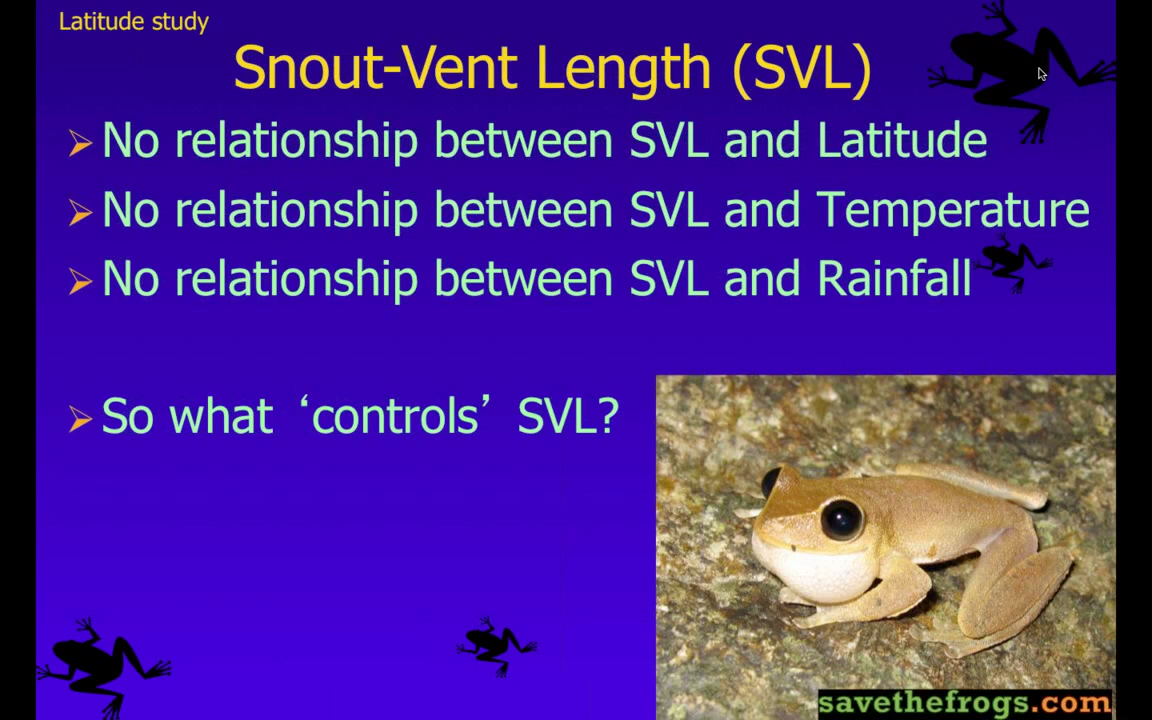 Latitude study
Snout-Vent Length (SVL)
No relationship between SVL and Latitude
No relationship between SVL and Temperature
No relationship between SVL and Rainfall
So what ‘controls’ SVL?
savethefrogs.com